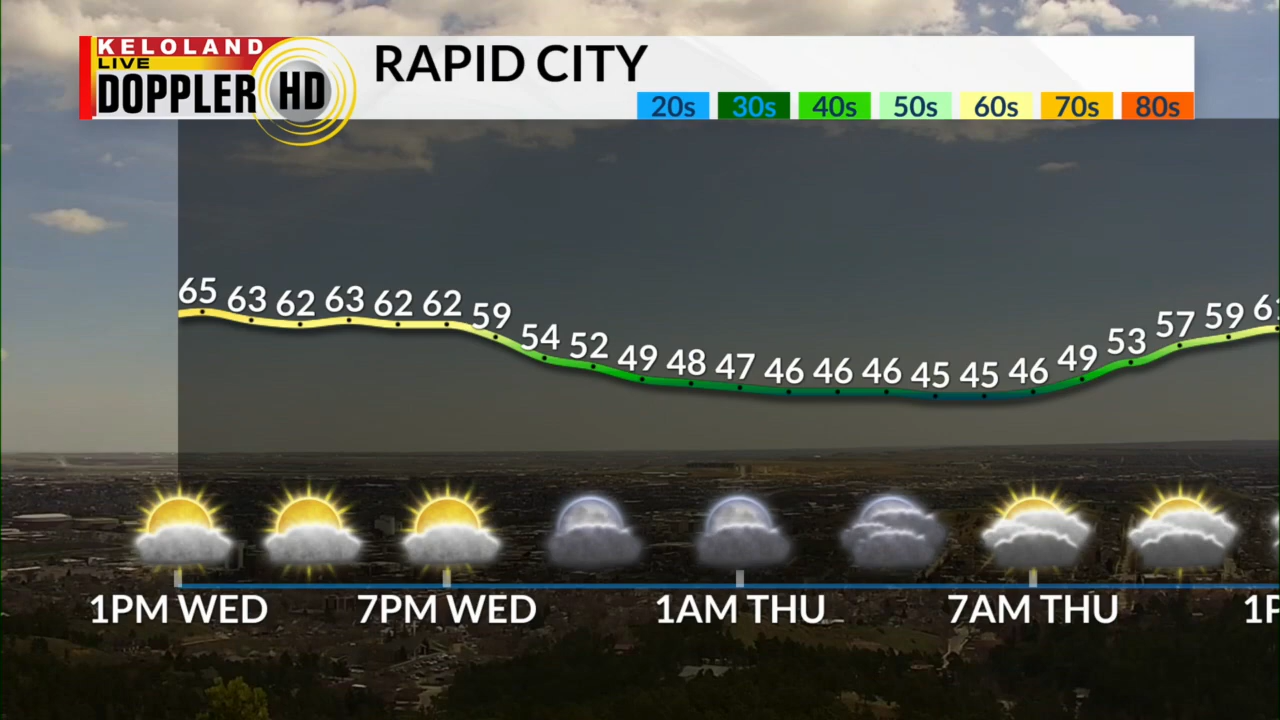 KELOLAND
LIVE
DOPPLER HD
RAPID CITY
20s 30s 40s 50s 60s 70s 80s
65 63 62 63 62 62 59 54 52 49 48 47 46 46 46 45 45 46 49 53 57 59
1PM WED 7PM WED 1AM THU 7AM THU